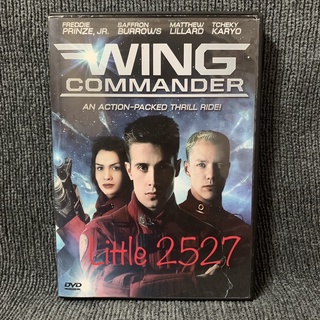 FREDDIE SAFFRON MATTHEW TCHEKY
PRINZE, JR. BURROWS LILLARD KARYO
WING
COMMANDER
AN ACTION-PACKED THRILL RIDE!
Little 2527
DVD